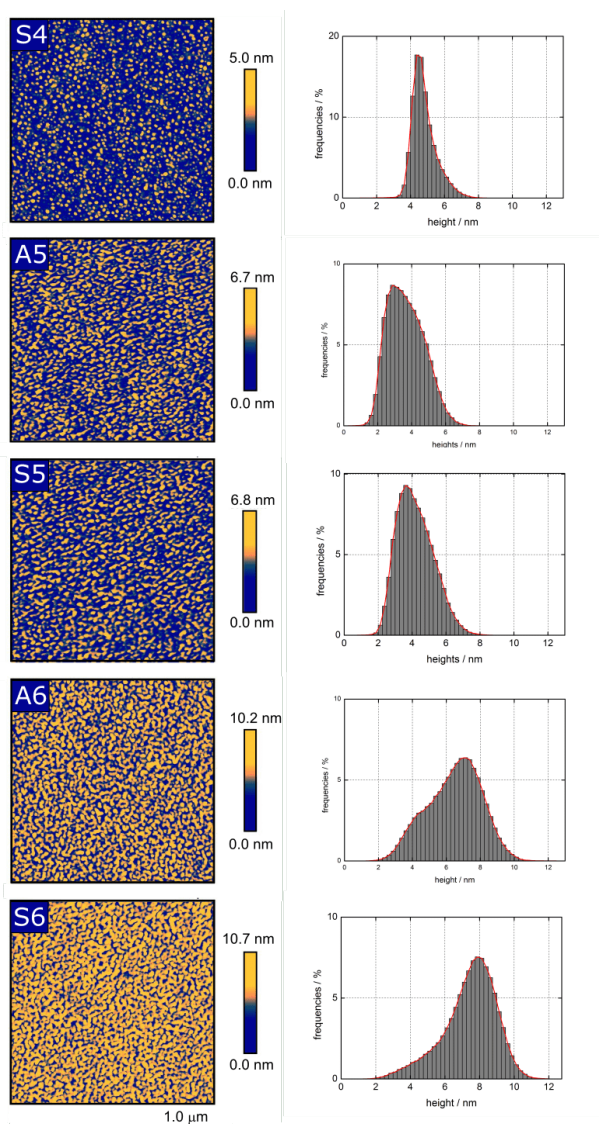 S4
5.0 nm
0.0 nm
20
10
0
frequencies / %
0 2 4 6 8 10 12
height / nm
A5
6.7 nm
0.0 nm
10
5
0
frequencies / %
0 2 4 6 8 10 12
heights / nm
S5
6.8 nm
0.0 nm
10
5
0
frequencies / %
0 2 4 6 8 10 12
heights / nm
A6
10.2 nm
0.0 nm
10
5
0
frequencies / %
0 2 4 6 8 10 12
height / nm
S6
10.7 nm
0.0 nm
10
5
0
frequencies / %
0 2 4 6 8 10 12
height / nm
1.0 μm